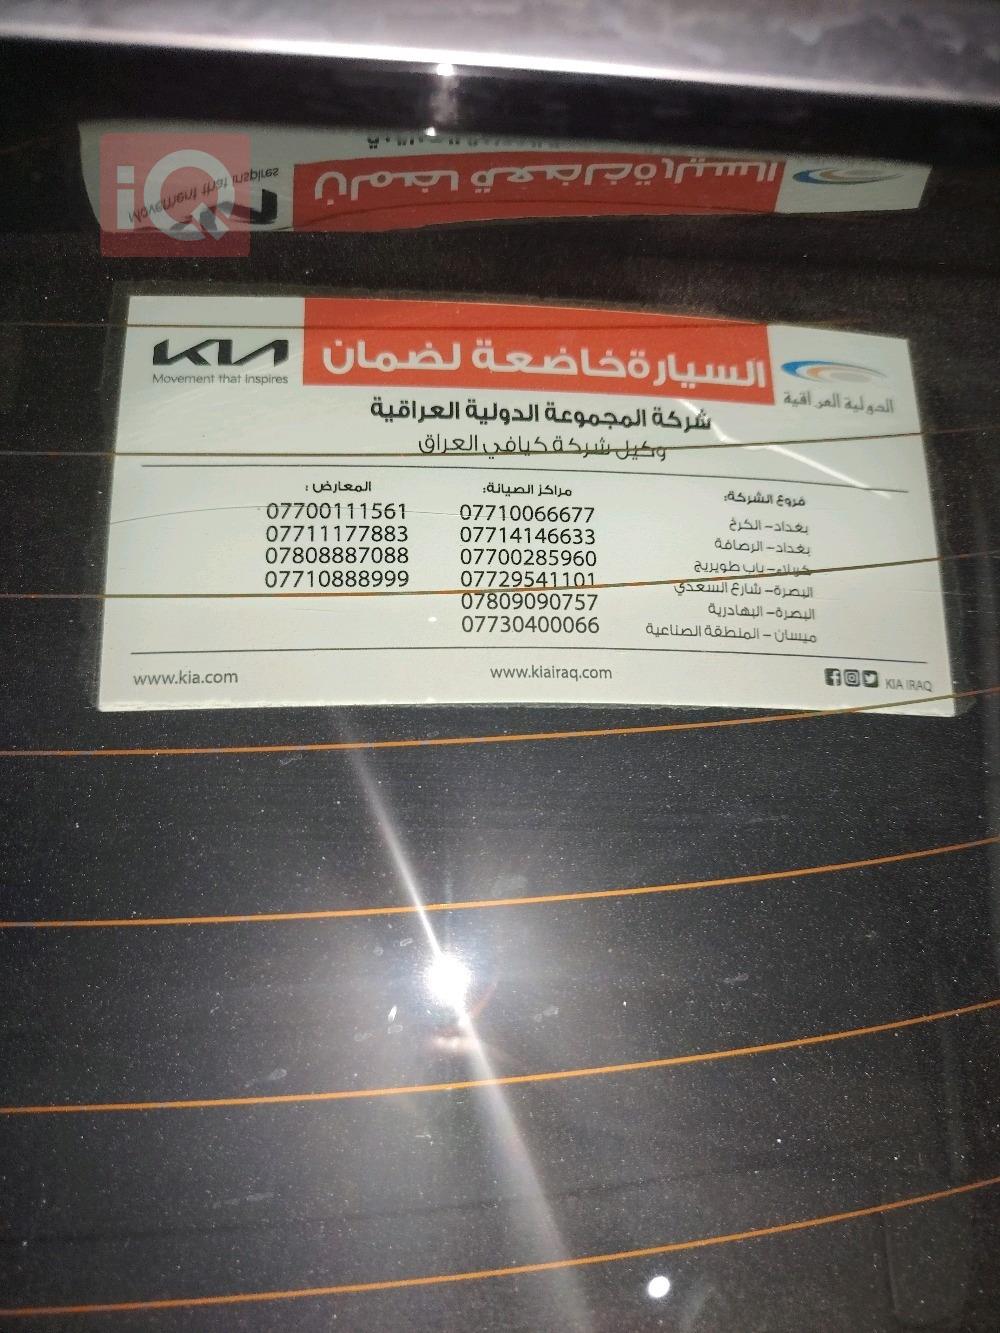 iQ
KIA
Movement that inspires
السيارة خاضعة لضمان
الدولية العراقية
شركة المجموعة الدولية العراقية
وكيل شركة كيا في العراق
فروع الشركة: مراكز الصيانة: المعارض :
بغداد- الكرخ 07710066677 07700111561
بغداد- الرصافة 07714146633 07711177883
كربلاء- باب طويريج 07700285960 07808887088
البصرة- شارع السعدي 07729541101 07710888999
البصرة- البهادرية 07809090757
ميسان - المنطقة الصناعية 07730400066
www.kia.com www.kiairaq.com KIA IRAQ